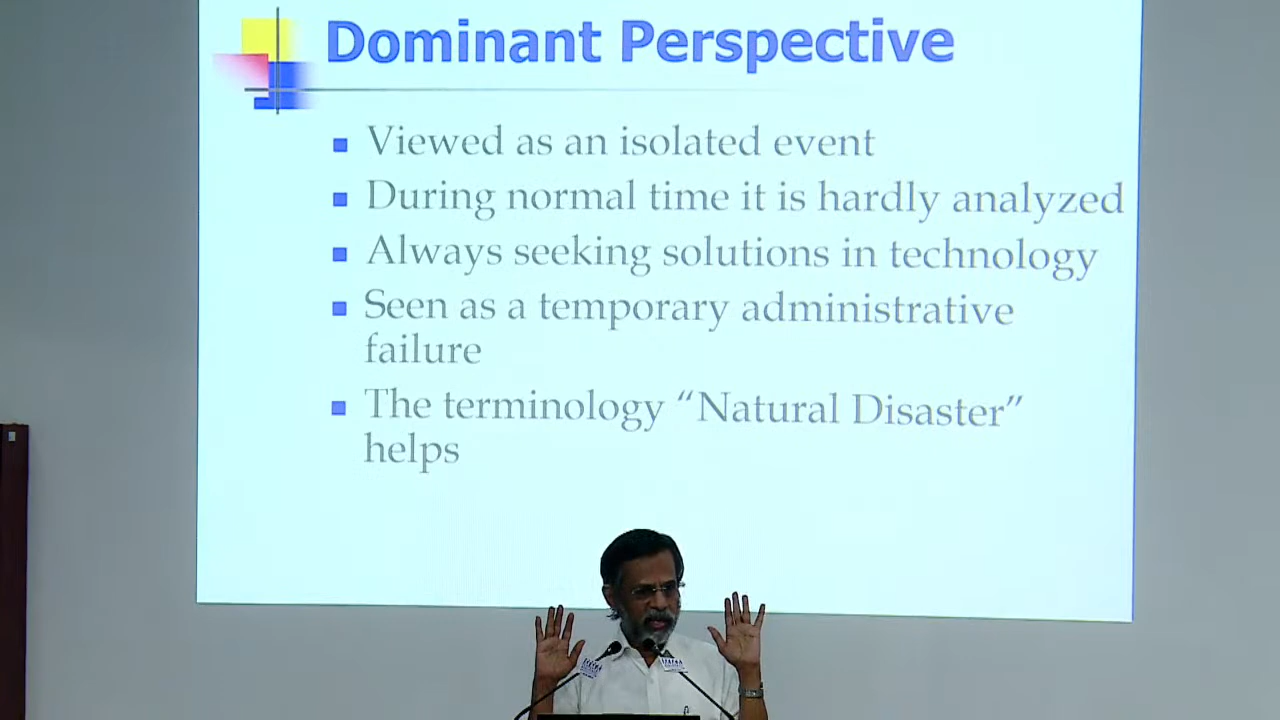 Dominant Perspective
Viewed as an isolated event
During normal time it is hardly analyzed
Always seeking solutions in technology
Seen as a temporary administrative
failure
The terminology “Natural Disaster”
helps